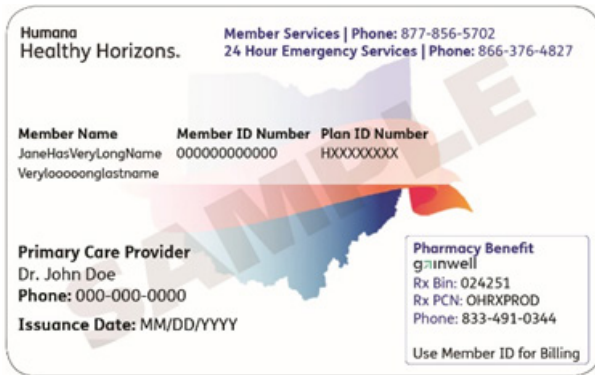 Humana
Healthy Horizons.
Member Services | Phone: 877-856-5702
24 Hour Emergency Services | Phone: 866-376-4827
Member Name Member ID Number Plan ID Number
JaneHasVeryLongName 000000000000 HXXXXXXXX
Verylooooonglastname
SAMPLE
Primary Care Provider
Dr. John Doe
Phone: 000-000-0000
Issuance Date: MM/DD/YYYY
Pharmacy Benefit
gainwell
Rx Bin: 024251
Rx PCN: OHRXPROD
Phone: 833-491-0344
Use Member ID for Billing